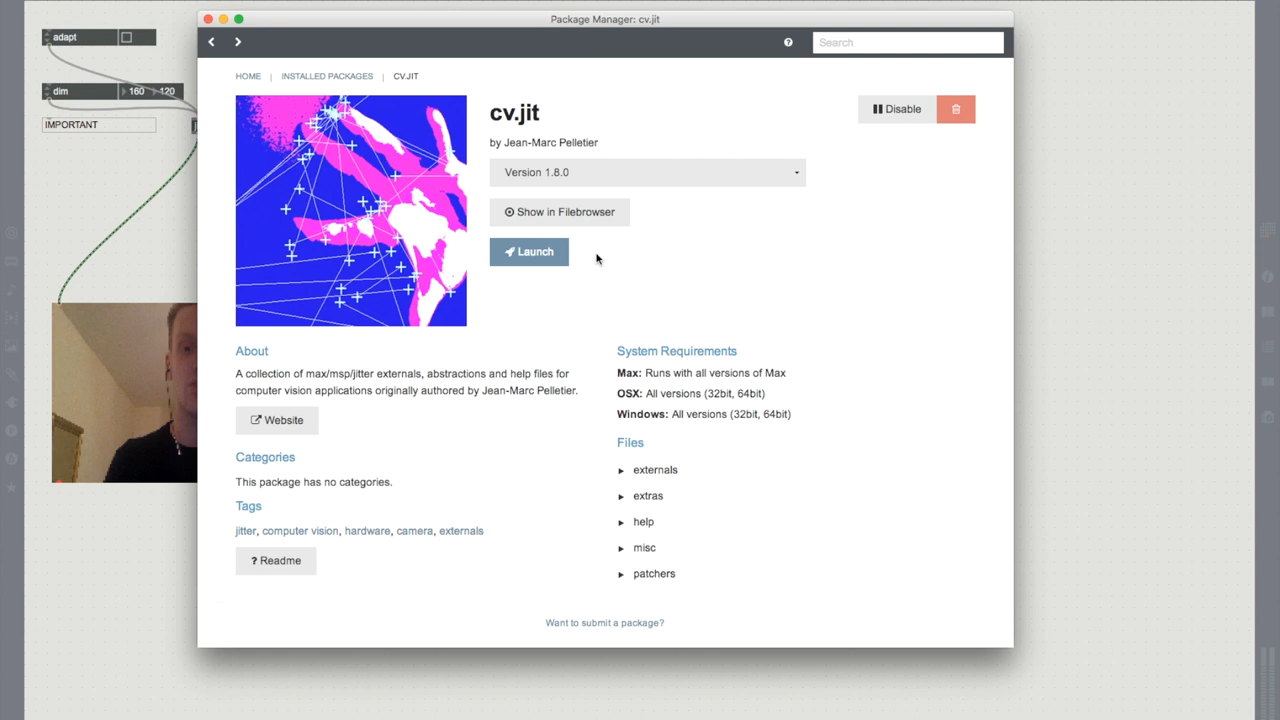 Package Manager: cv.jit
adapt
Search
HOME | INSTALLED PACKAGES | CV.JIT
dim 160 120
IMPORTANT
cv.jit
Disable
by Jean-Marc Pelletier
Version 1.8.0
Show in Filebrowser
Launch
About
A collection of max/msp/jitter externals, abstractions and help files for
computer vision applications originally authored by Jean-Marc Pelletier.
Website
Categories
This package has no categories.
Tags
jitter, computer vision, hardware, camera, externals
? Readme
System Requirements
Max: Runs with all versions of Max
OSX: All versions (32bit, 64bit)
Windows: All versions (32bit, 64bit)
Files
externals
extras
help
misc
patchers
Want to submit a package?